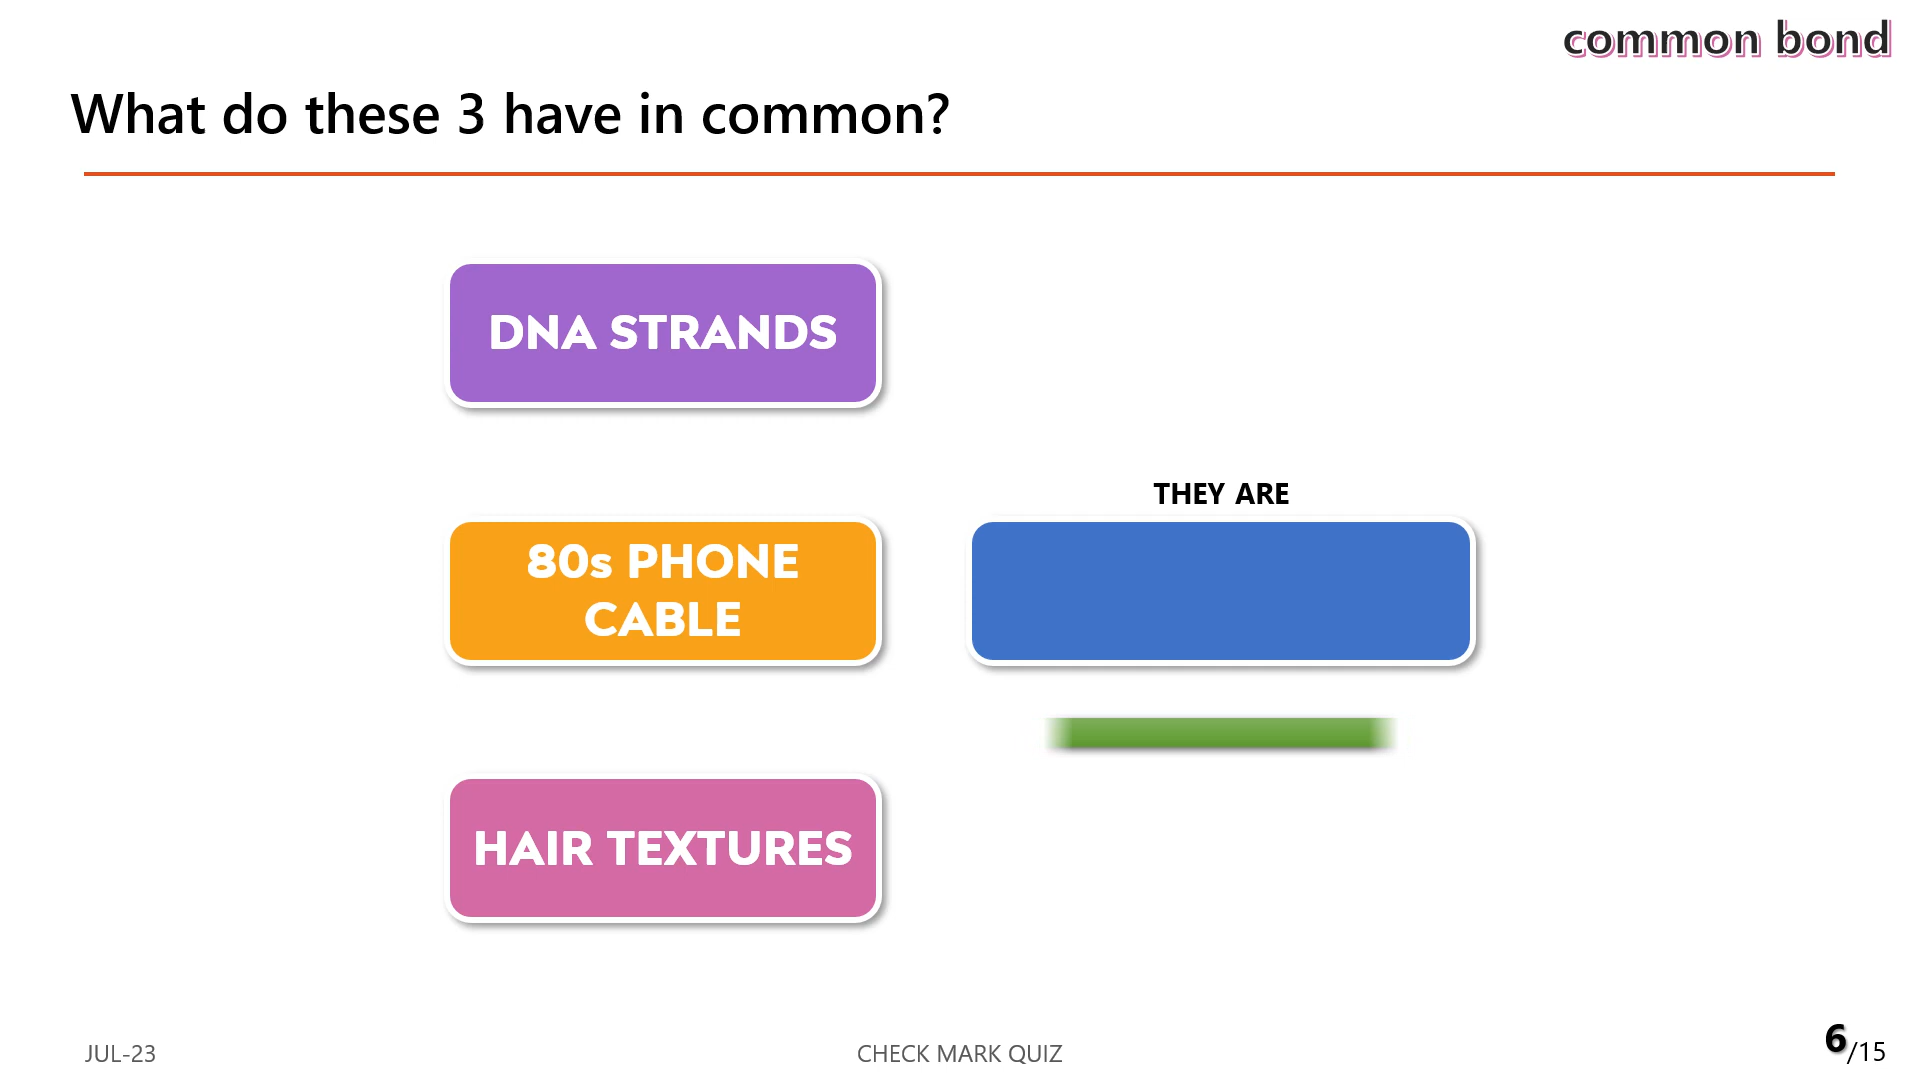 common bond
What do these 3 have in common?
DNA STRANDS
THEY ARE
80s PHONE
CABLE
HAIR TEXTURES
JUL-23
CHECK MARK QUIZ
6/15